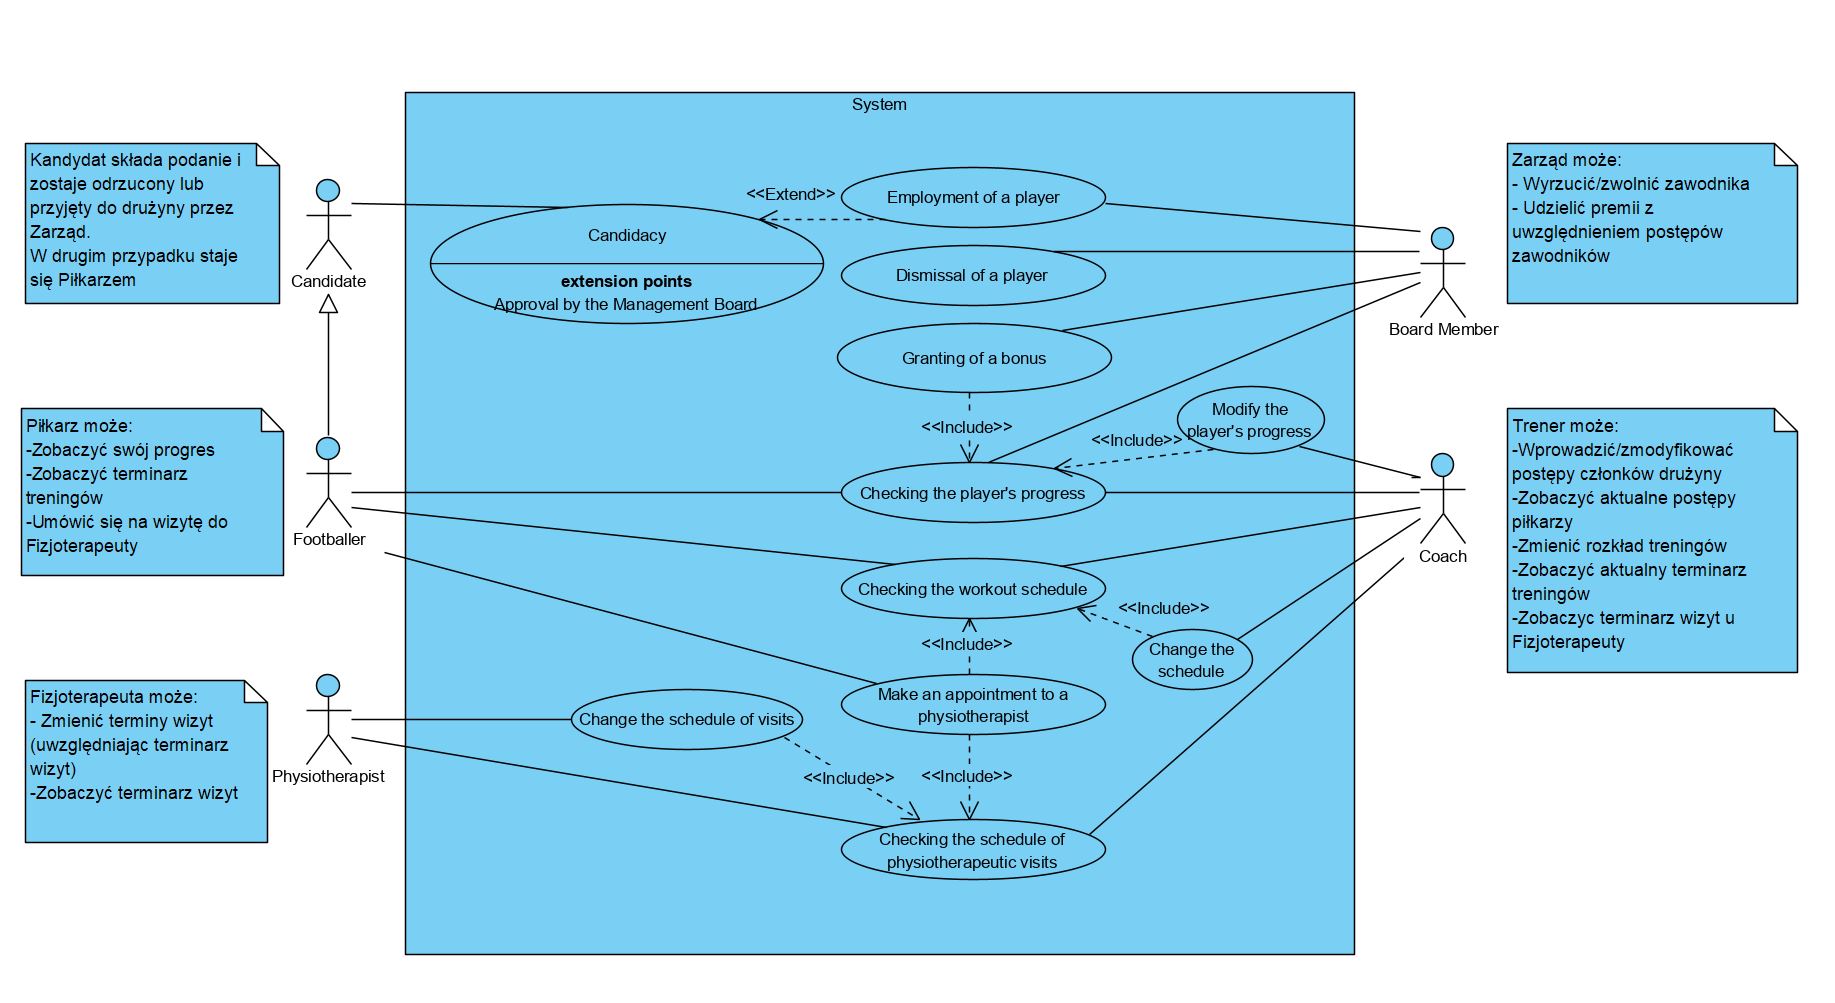 System
Kandydat składa podanie i
zostaje odrzucony lub
przyjęty do drużyny przez
Zarząd.
W drugim przypadku staje
się Piłkarzem
Candidate
<<Extend>>
Employment of a player
Candidacy
extension points
Approval by the Management Board
Dismissal of a player
Granting of a bonus
Zarząd może:
- Wyrzucić/zwolnić zawodnika
- Udzielić premii z
uwzględnieniem postępów
zawodników
Board Member
Piłkarz może:
-Zobaczyć swój progres
-Zobaczyć terminarz
treningów
-Umówić się na wizytę do
Fizjoterapeuty
Footballer
<<Include>>
<<Include>>
Modify the
player's progress
Checking the player's progress
Trener może:
-Wprowadzić/zmodyfikować
postępy członków drużyny
-Zobaczyć aktualne postępy
piłkarzy
-Zmienić rozkład treningów
-Zobaczyć aktualny terminarz
treningów
-Zobaczyc terminarz wizyt u
Fizjoterapeuty
Coach
Checking the workout schedule
<<Include>>
<<Include>>
Change the
schedule
Fizjoterapeuta może:
- Zmienić terminy wizyt
(uwzględniając terminarz
wizyt)
-Zobaczyć terminarz wizyt
Physiotherapist
Change the schedule of visits
Make an appointment to a
physiotherapist
<<Include>>
<<Include>>
Checking the schedule of
physiotherapeutic visits